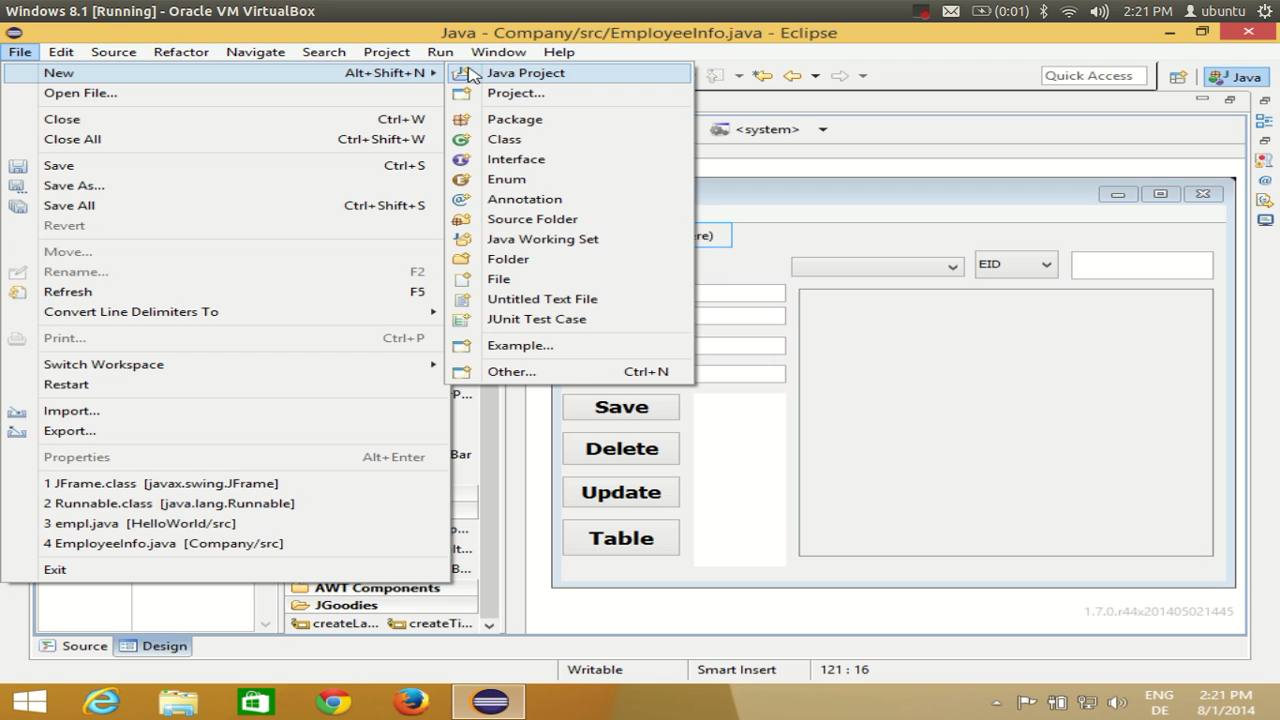 Windows 8.1 [Running] - Oracle VM VirtualBox
(0:01) 2:21 PM ubuntu
Java - Company/src/EmployeeInfo.java - Eclipse
File Edit Source Refactor Navigate Search Project Run Window Help
New Alt+Shift+N
Open File...
Close Ctrl+W
Close All Ctrl+Shift+W
Save Ctrl+S
Save As...
Save All Ctrl+Shift+S
Revert
Move...
Rename... F2
Refresh F5
Convert Line Delimiters To
Print... Ctrl+P
Switch Workspace
Restart
Import...
Export...
Properties Alt+Enter
1 JFrame.class [javax.swing.JFrame]
2 Runnable.class [java.lang.Runnable]
3 empl.java [HelloWorld/src]
4 EmployeeInfo.java [Company/src]
Exit
Java Project
Project...
Package
Class
Interface
Enum
Annotation
Source Folder
Java Working Set
Folder
File
Untitled Text File
JUnit Test Case
Example...
Other... Ctrl+N
Quick Access
Java
<system>
ere)
EID
Save
Delete
Update
Table
P...
Bar
p...
It...
B...
AWT Components
JGoodies
createLa... createTi...
1.7.0.r44x201405021445
Source Design
Writable Smart Insert 121 : 16
ENG 2:21 PM
DE 8/1/2014